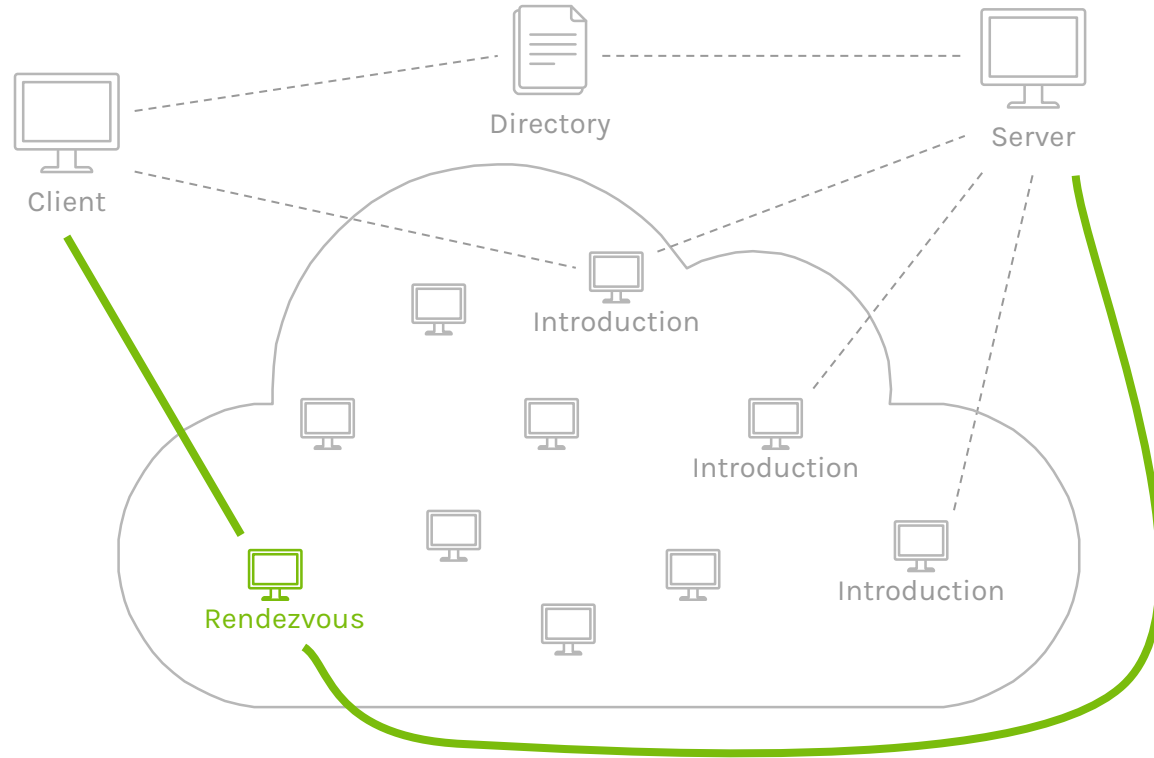 Directory
Server
Client
Introduction
Introduction
Introduction
Rendezvous